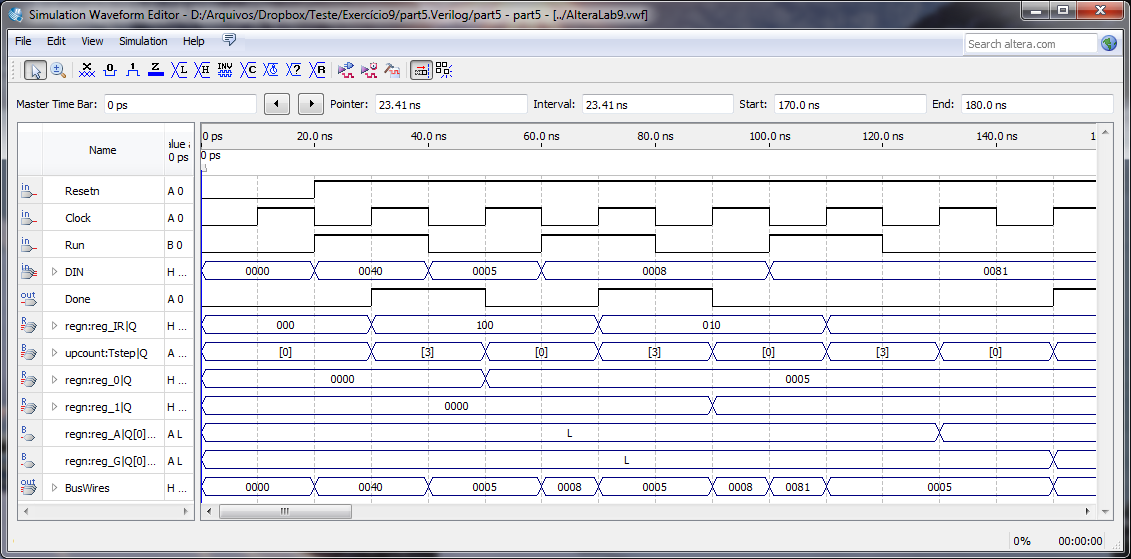 Simulation Waveform Editor - D:/Arquivos/Dropbox/Teste/Exercício9/part5.Verilog/part5 - part5 - [../AlteraLab9.vwf]
File Edit View Simulation Help Search altera.com
Master Time Bar: 0 ps Pointer: 23.41 ns Interval: 23.41 ns Start: 170.0 ns End: 180.0 ns
Name 0 ps 20.0 ns 40.0 ns 60.0 ns 80.0 ns 100.0 ns 120.0 ns 140.0 ns 1
0 ps 0 ps
in Resetn A 0
in Clock A 0
in Run B 0
in DIN H ... 0000 0040 0005 0008 0081
out Done A 0
R regn:reg_IR|Q H ... 000 100 010
B upcount:Tstep|Q A ... [0] [3] [0] [3] [0] [3] [0]
R regn:reg_0|Q H ... 0000 0005
R regn:reg_1|Q H ... 0000
B regn:reg_A|Q[0]... A L L
B regn:reg_G|Q[0]... A L L
out BusWires H ... 0000 0040 0005 0008 0005 0008 0081 0005
0% 00:00:00